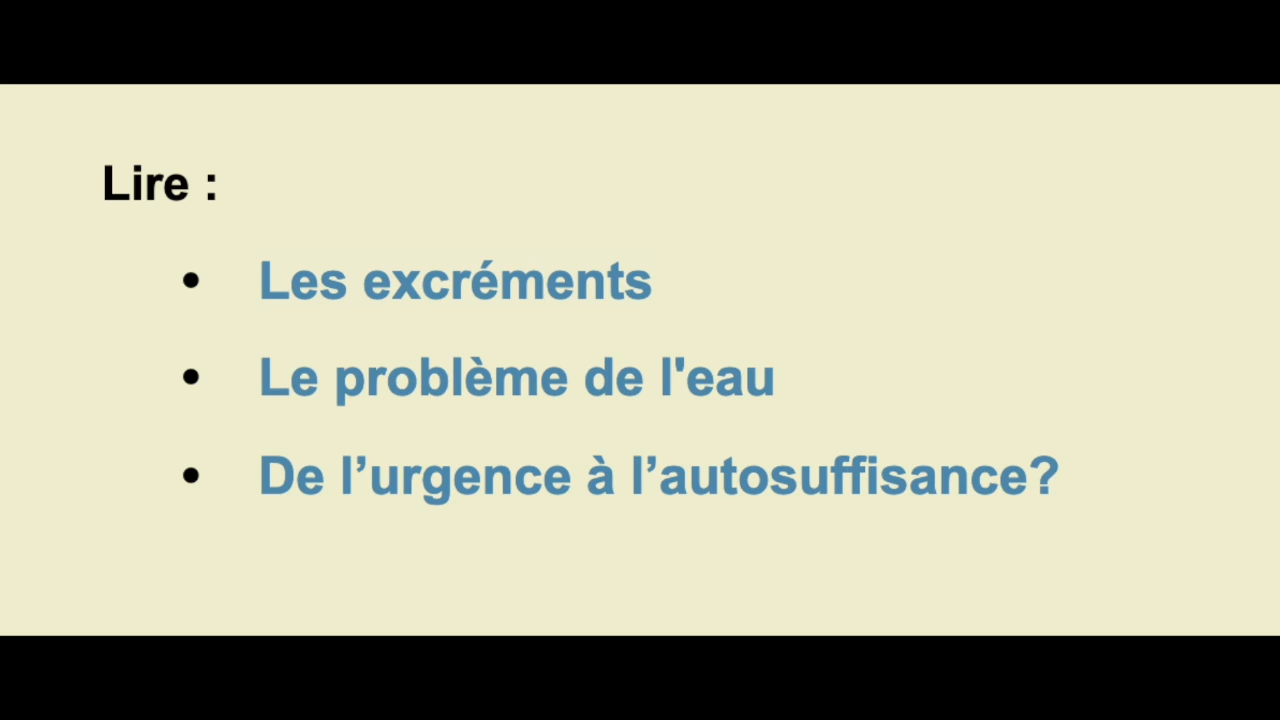 Lire :
• Les excréments
• Le problème de l'eau
• De l’urgence à l’autosuffisance?